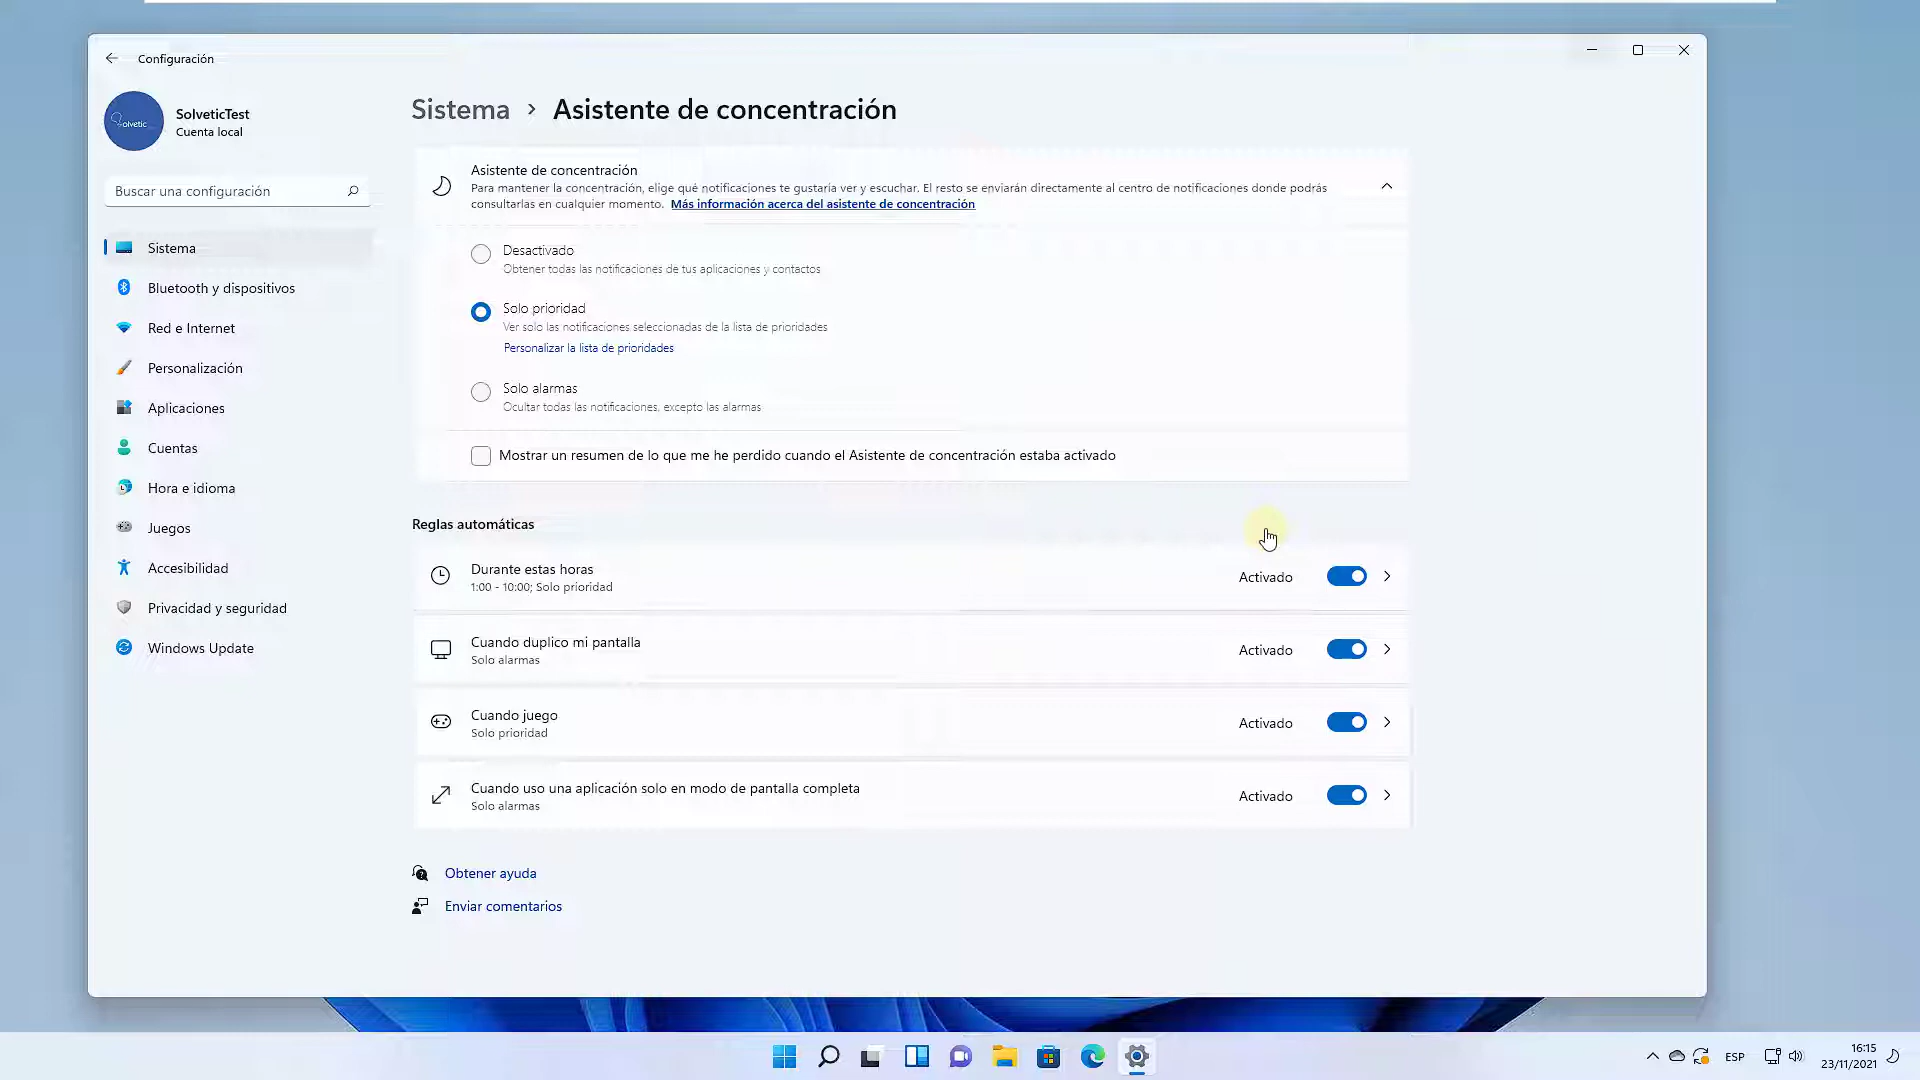 Configuración
Solvetic
SolveticTest
Cuenta local
Buscar una configuración
Sistema
Bluetooth y dispositivos
Red e Internet
Personalización
Aplicaciones
Cuentas
Hora e idioma
Juegos
Accesibilidad
Privacidad y seguridad
Windows Update
Sistema › Asistente de concentración
Asistente de concentración
Para mantener la concentración, elige qué notificaciones te gustaría ver y escuchar. El resto se enviarán directamente al centro de notificaciones donde podrás
consultarlas en cualquier momento. Más información acerca del asistente de concentración
Desactivado
Obtener todas las notificaciones de tus aplicaciones y contactos
Solo prioridad
Ver solo las notificaciones seleccionadas de la lista de prioridades
Personalizar la lista de prioridades
Solo alarmas
Ocultar todas las notificaciones, excepto las alarmas
Mostrar un resumen de lo que me he perdido cuando el Asistente de concentración estaba activado
Reglas automáticas
Durante estas horas
1:00 - 10:00; Solo prioridad
Activado
Cuando duplico mi pantalla
Solo alarmas
Activado
Cuando juego
Solo prioridad
Activado
Cuando uso una aplicación solo en modo de pantalla completa
Solo alarmas
Activado
Obtener ayuda
Enviar comentarios
ESP
16:15
23/11/2021